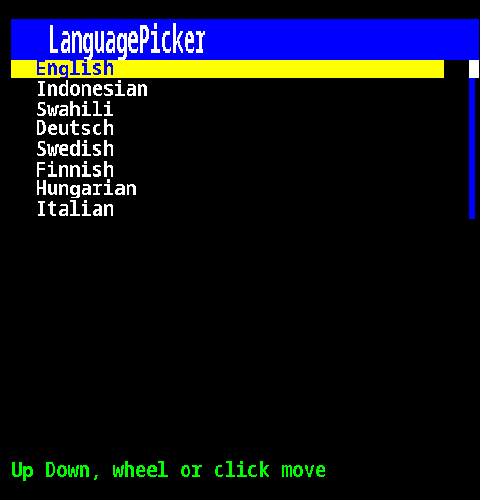 LanguagePicker
English
Indonesian
Swahili
Deutsch
Swedish
Finnish
Hungarian
Italian
Up Down, wheel or click move